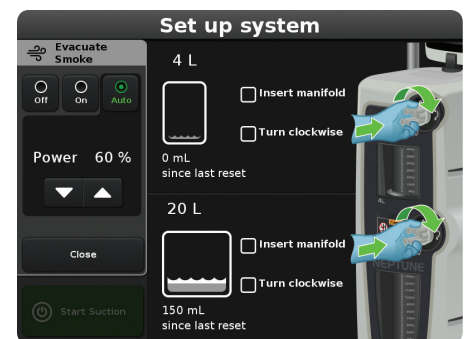 Set up system
Evacuate
Smoke
Off
On
Auto
Power 60 %
Close
Start Suction
4 L
Insert manifold
Turn clockwise
0 mL
since last reset
20 L
Insert manifold
Turn clockwise
150 mL
since last reset
4L
NEPTUNE